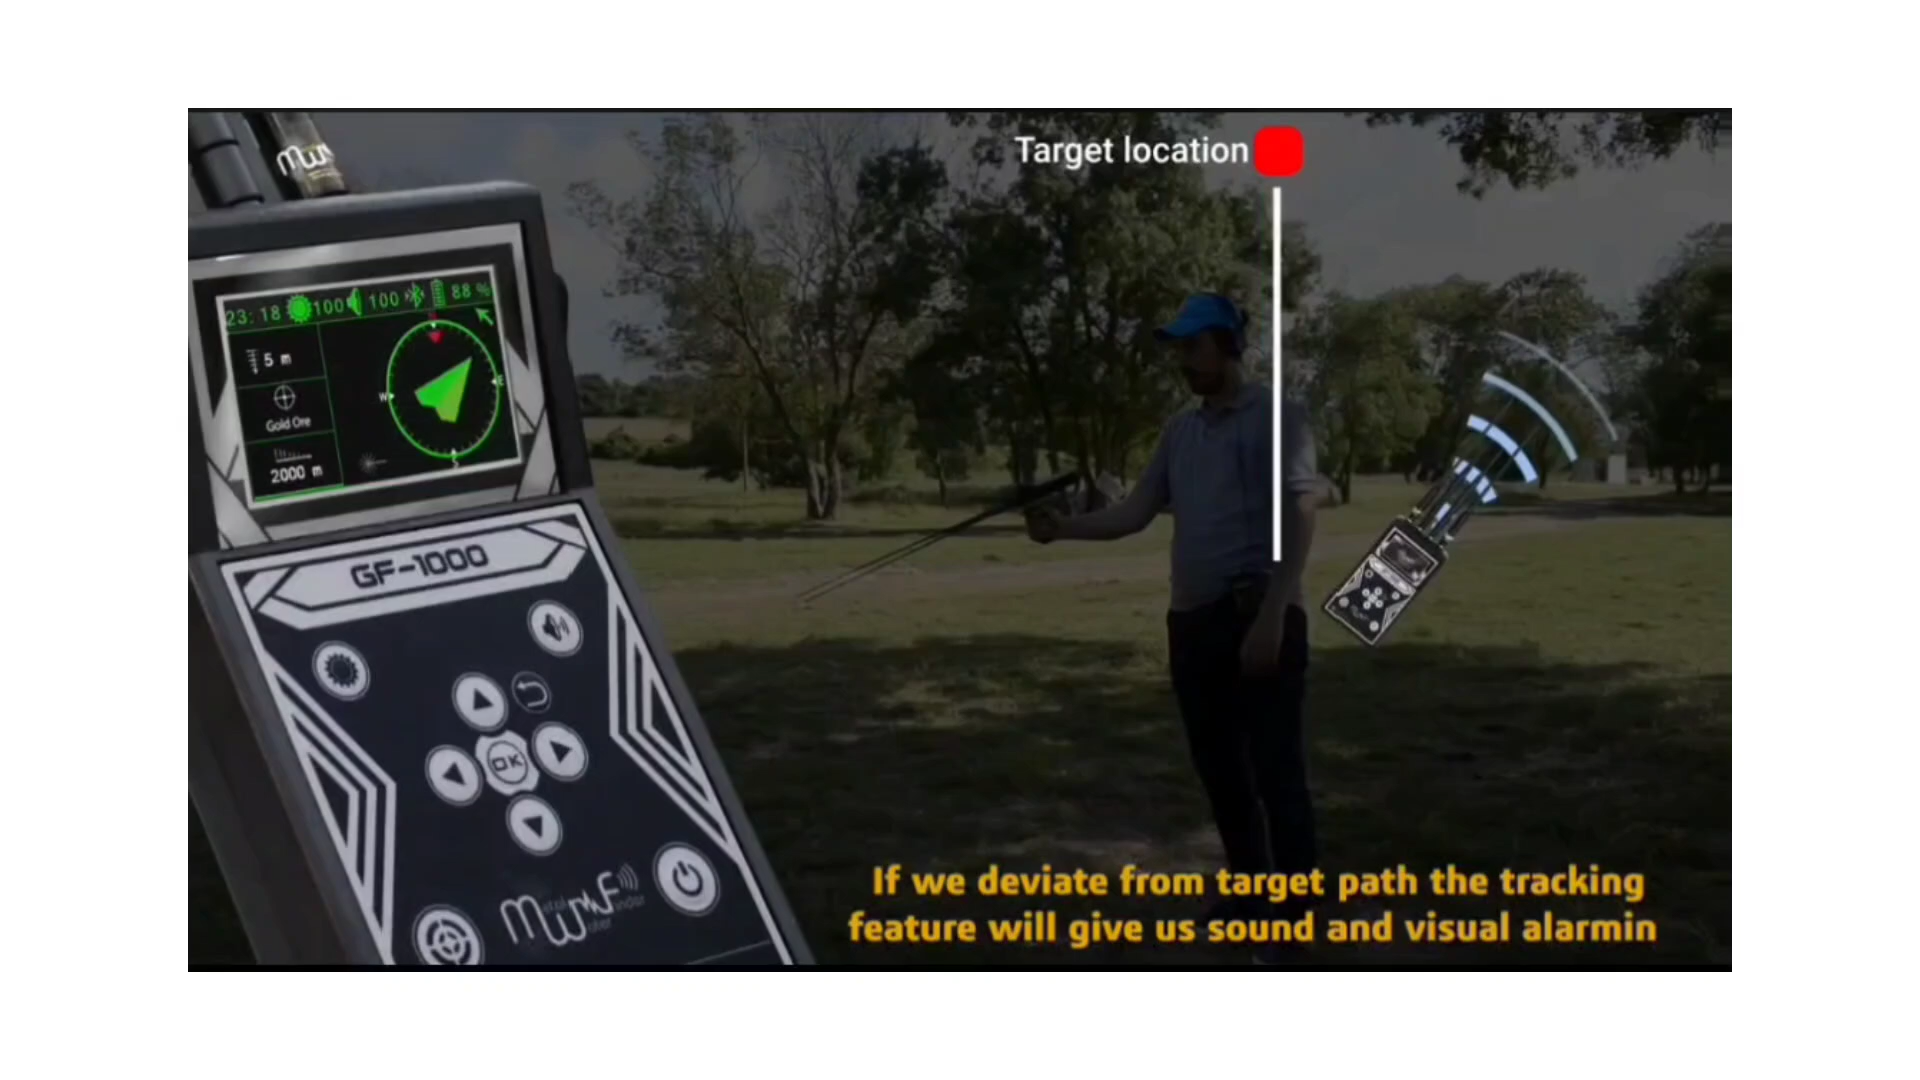 Target location
23:18 100 100 88 %
5 m
W
E
S
Gold Ore
2000 m
GF-1000
OK
If we deviate from target path the tracking
feature will give us sound and visual alarmin